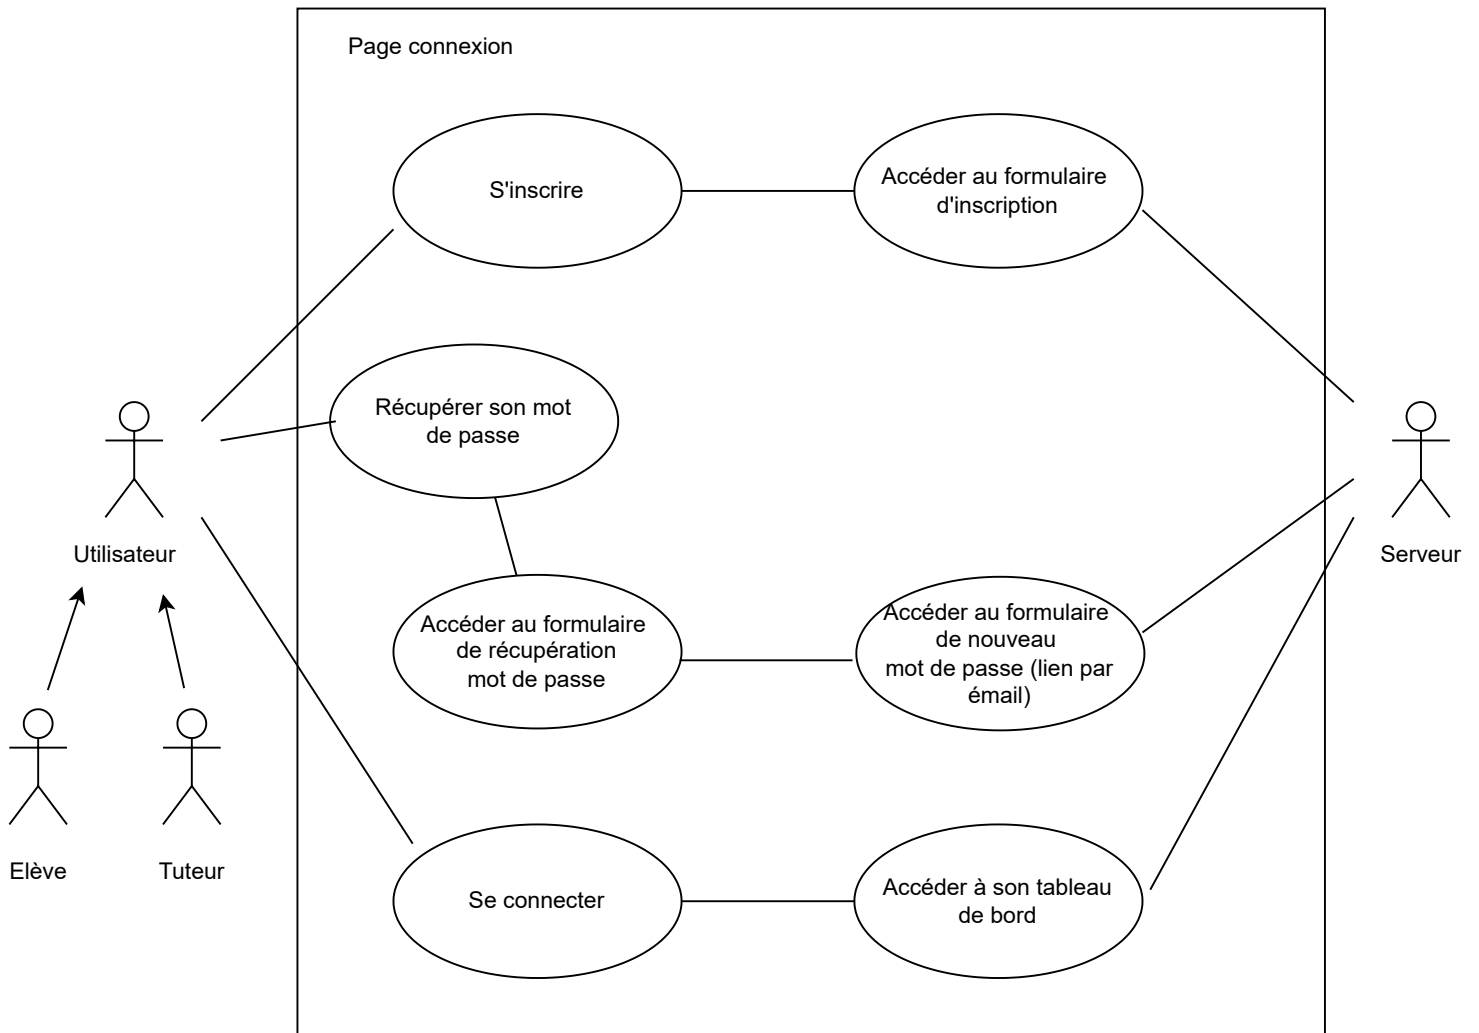 Page connexion
S'inscrire
Accéder au formulaire
d'inscription
Récupérer son mot
de passe
Utilisateur
Serveur
Accéder au formulaire
de récupération
mot de passe
Accéder au formulaire
de nouveau
mot de passe (lien par
émail)
Elève
Tuteur
Se connecter
Accéder à son tableau
de bord